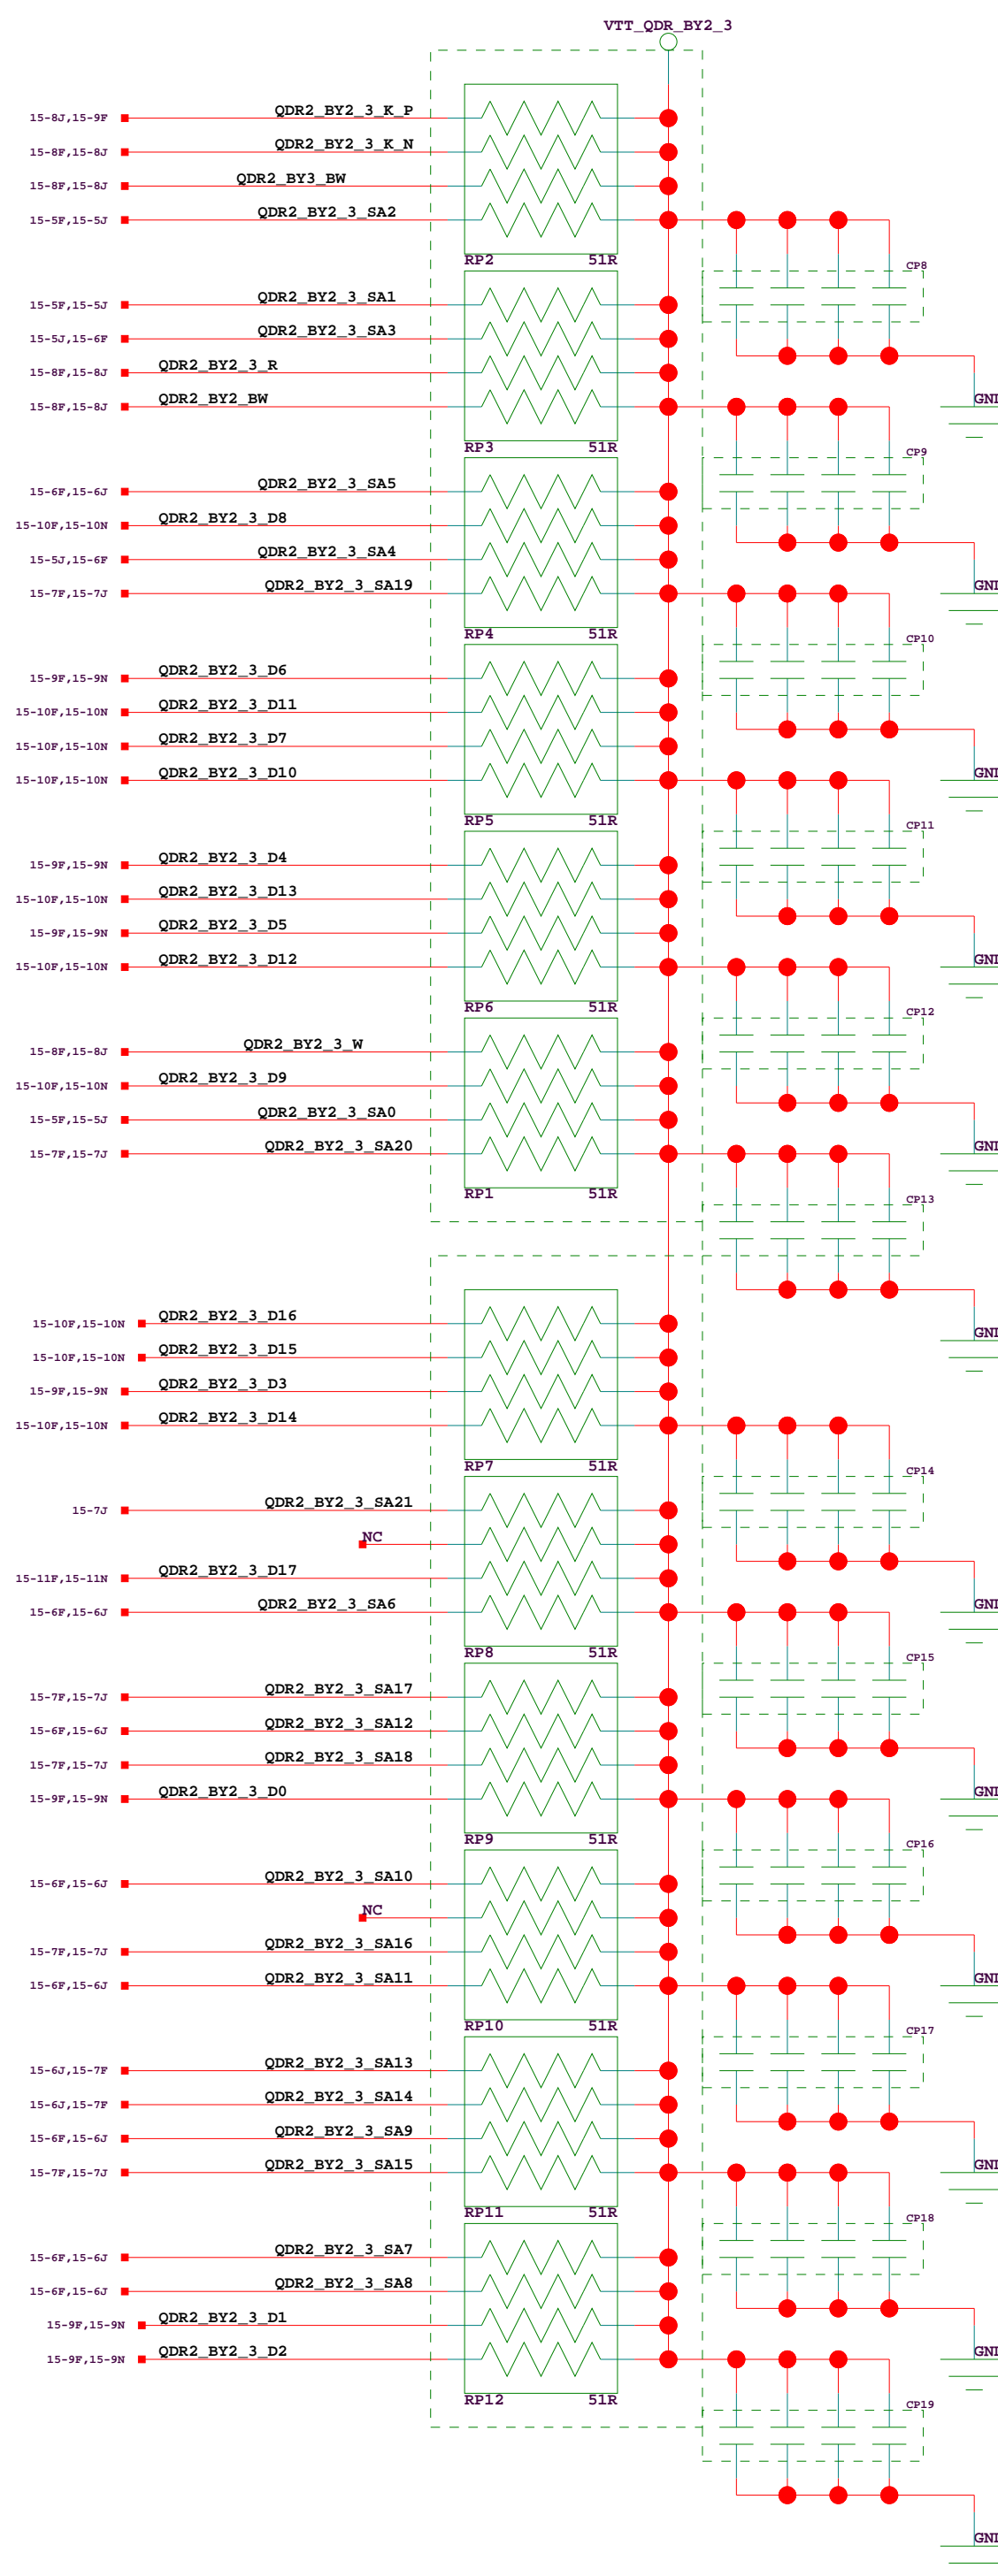 VTT_QDR_BY2_3
15-8J,15-9F QDR2_BY2_3_K_P
15-8F,15-8J QDR2_BY2_3_K_N
15-8F,15-8J QDR2_BY3_BW
15-5F,15-5J QDR2_BY2_3_SA2
RP2 51R
CP8
15-5F,15-5J QDR2_BY2_3_SA1
15-5J,15-6F QDR2_BY2_3_SA3
15-8F,15-8J QDR2_BY2_3_R
15-8F,15-8J QDR2_BY2_BW
GND
RP3 51R
CP9
15-6F,15-6J QDR2_BY2_3_SA5
15-10F,15-10N QDR2_BY2_3_D8
15-5J,15-6F QDR2_BY2_3_SA4
15-7F,15-7J QDR2_BY2_3_SA19
GND
RP4 51R
CP10
15-9F,15-9N QDR2_BY2_3_D6
15-10F,15-10N QDR2_BY2_3_D11
15-10F,15-10N QDR2_BY2_3_D7
15-10F,15-10N QDR2_BY2_3_D10
GND
RP5 51R
CP11
15-9F,15-9N QDR2_BY2_3_D4
15-10F,15-10N QDR2_BY2_3_D13
15-9F,15-9N QDR2_BY2_3_D5
15-10F,15-10N QDR2_BY2_3_D12
GND
RP6 51R
CP12
15-8F,15-8J QDR2_BY2_3_W
15-10F,15-10N QDR2_BY2_3_D9
15-5F,15-5J QDR2_BY2_3_SA0
15-7F,15-7J QDR2_BY2_3_SA20
GND
RP1 51R
CP13
15-10F,15-10N QDR2_BY2_3_D16
GND
15-10F,15-10N QDR2_BY2_3_D15
15-9F,15-9N QDR2_BY2_3_D3
15-10F,15-10N QDR2_BY2_3_D14
RP7 51R
CP14
15-7J QDR2_BY2_3_SA21
NC
15-11F,15-11N QDR2_BY2_3_D17
15-6F,15-6J QDR2_BY2_3_SA6
GND
RP8 51R
CP15
15-7F,15-7J QDR2_BY2_3_SA17
15-6F,15-6J QDR2_BY2_3_SA12
15-7F,15-7J QDR2_BY2_3_SA18
15-9F,15-9N QDR2_BY2_3_D0
GND
RP9 51R
CP16
15-6F,15-6J QDR2_BY2_3_SA10
NC
15-7F,15-7J QDR2_BY2_3_SA16
15-6F,15-6J QDR2_BY2_3_SA11
GND
RP10 51R
CP17
15-6J,15-7F QDR2_BY2_3_SA13
15-6J,15-7F QDR2_BY2_3_SA14
15-6F,15-6J QDR2_BY2_3_SA9
15-7F,15-7J QDR2_BY2_3_SA15
GND
RP11 51R
CP18
15-6F,15-6J QDR2_BY2_3_SA7
15-6F,15-6J QDR2_BY2_3_SA8
15-9F,15-9N QDR2_BY2_3_D1
15-9F,15-9N QDR2_BY2_3_D2
GND
RP12 51R
CP19
GND